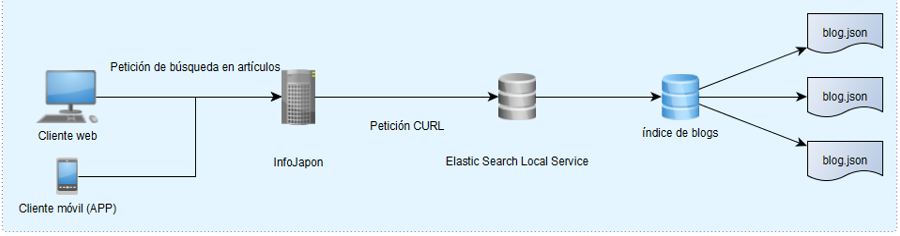 Petición de búsqueda en artículos
Cliente web
Cliente móvil (APP)
InfoJapon
Petición CURL
Elastic Search Local Service
índice de blogs
blog.json
blog.json
blog.json